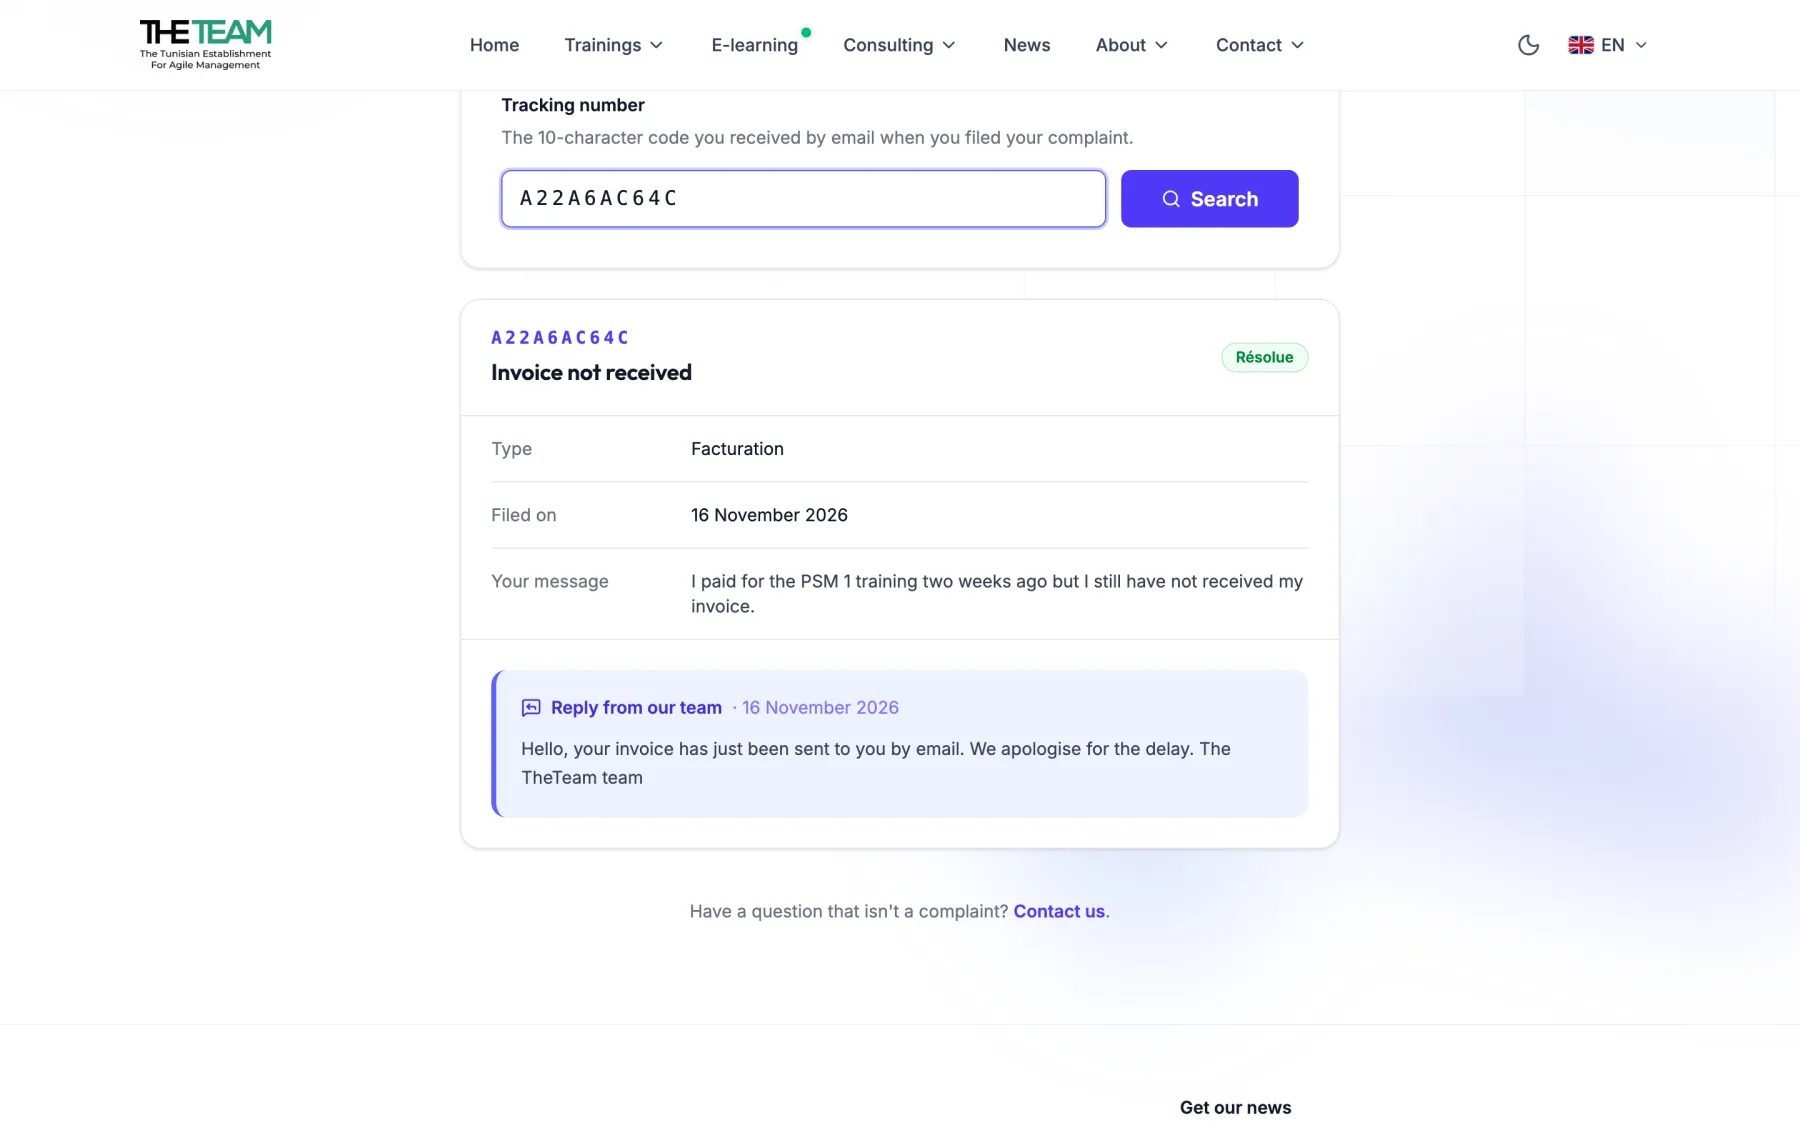 THETEAM
The Tunisian Establishment
For Agile Management
Home
Trainings
E-learning
Consulting
News
About
Contact
EN
Tracking number
The 10-character code you received by email when you filed your complaint.
A22A6AC64C
Search
A22A6AC64C
Invoice not received
Résolue
Type
Facturation
Filed on
16 November 2026
Your message
I paid for the PSM 1 training two weeks ago but I still have not received my
invoice.
Reply from our team · 16 November 2026
Hello, your invoice has just been sent to you by email. We apologise for the delay. The
TheTeam team
Have a question that isn't a complaint? Contact us.
Get our news